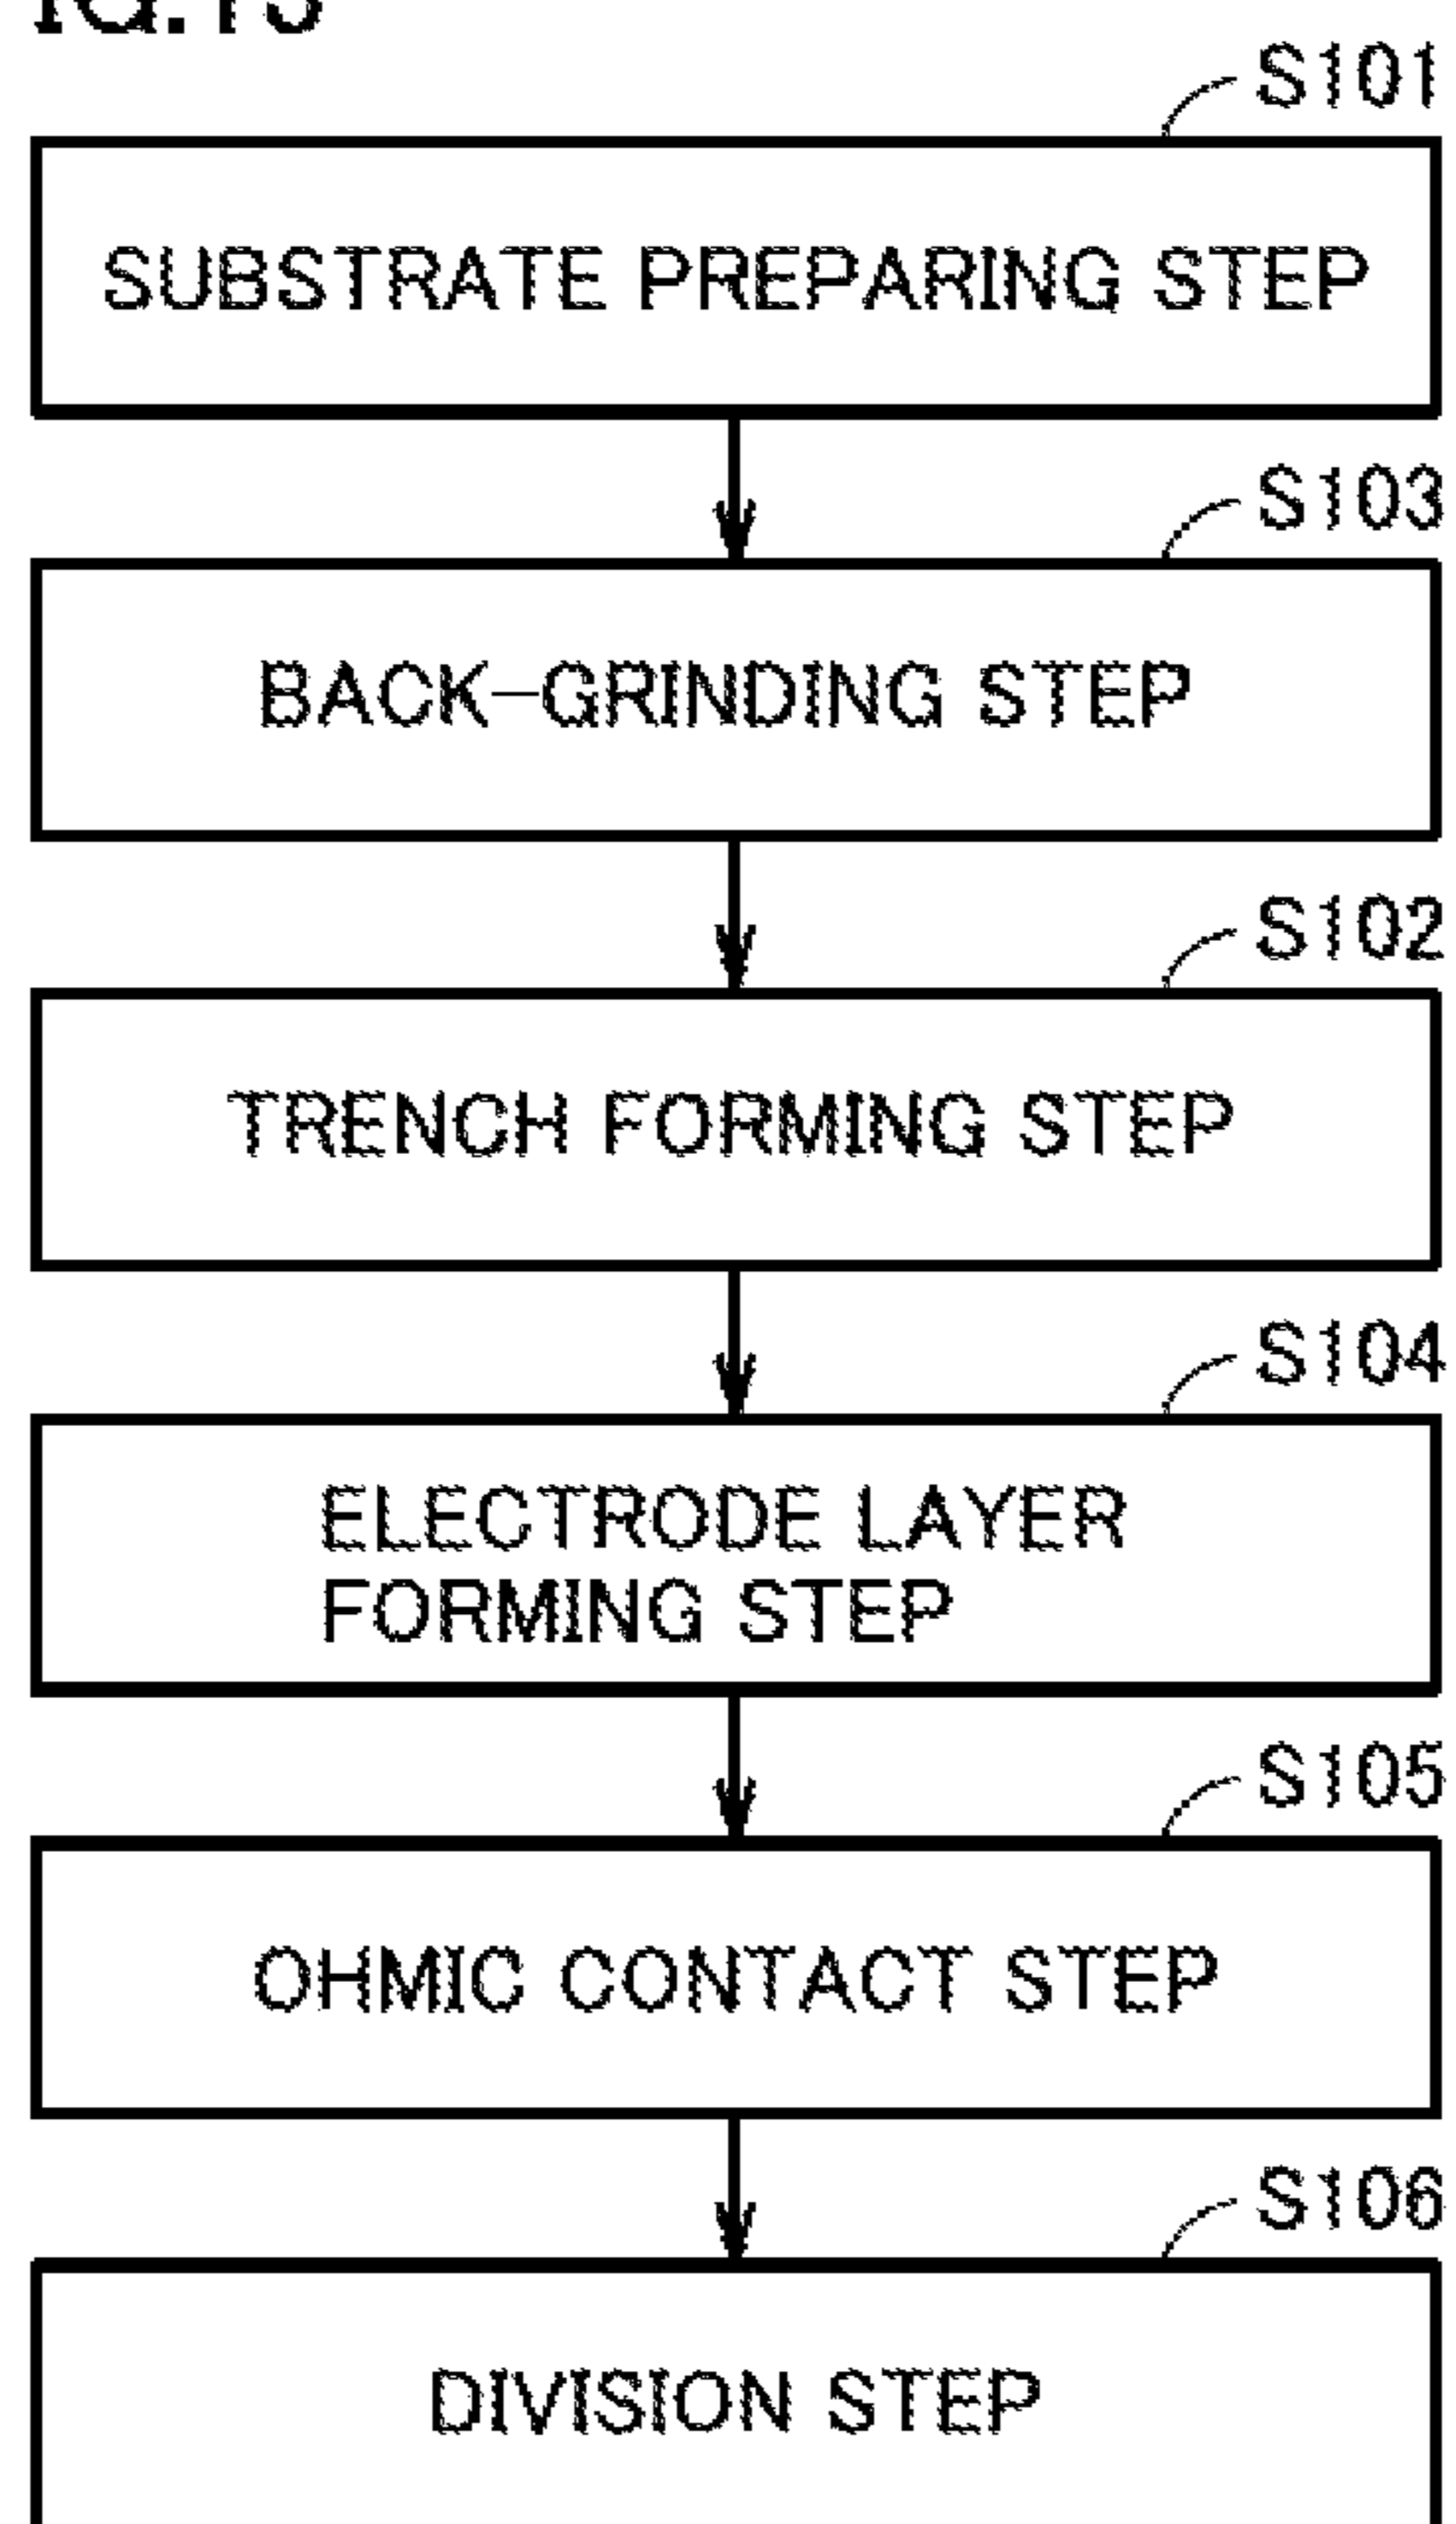 S101
SUBSTRATE PREPARING STEP
S103
BACK-GRINDING STEP
S102
TRENCH FORMING STEP
S104
ELECTRODE LAYER
FORMING STEP
S105
OHMIC CONTACT STEP
S106
DIVISION STEP